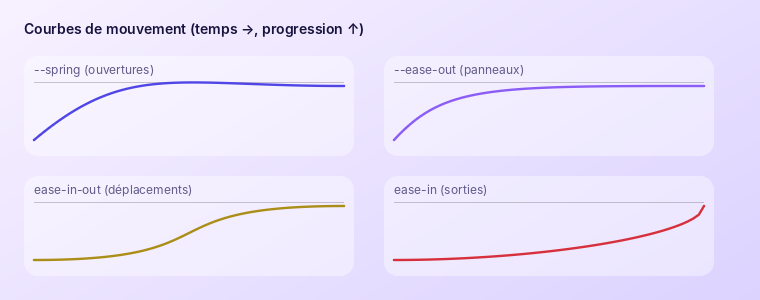 Courbes de mouvement (temps →, progression ↑)
--spring (ouvertures)
--ease-out (panneaux)
ease-in-out (déplacements)
ease-in (sorties)